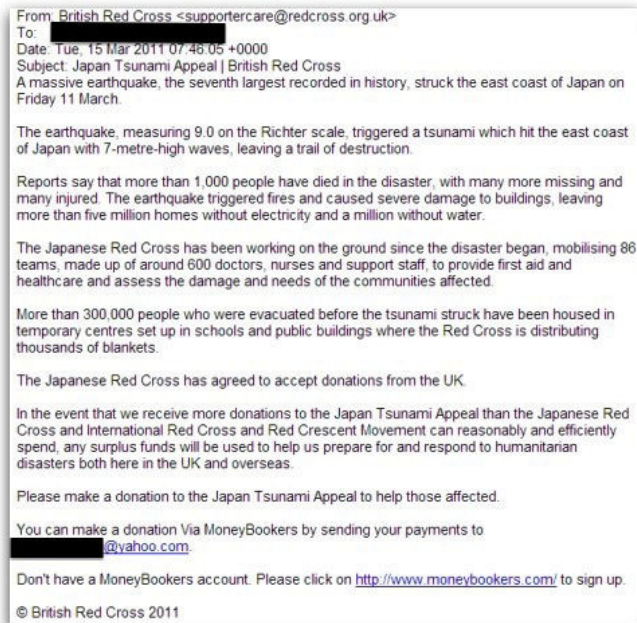 From: British Red Cross <supportercare@redcross.org.uk>
To:
Date: Tue, 15 Mar 2011 07:46:05 +0000
Subject: Japan Tsunami Appeal | British Red Cross
A massive earthquake, the seventh largest recorded in history, struck the east coast of Japan on
Friday 11 March.
The earthquake, measuring 9.0 on the Richter scale, triggered a tsunami which hit the east coast
of Japan with 7-metre-high waves, leaving a trail of destruction.
Reports say that more than 1,000 people have died in the disaster, with many more missing and
many injured. The earthquake triggered fires and caused severe damage to buildings, leaving
more than five million homes without electricity and a million without water.
The Japanese Red Cross has been working on the ground since the disaster began, mobilising 86
teams, made up of around 600 doctors, nurses and support staff, to provide first aid and
healthcare and assess the damage and needs of the communities affected.
More than 300,000 people who were evacuated before the tsunami struck have been housed in
temporary centres set up in schools and public buildings where the Red Cross is distributing
thousands of blankets.
The Japanese Red Cross has agreed to accept donations from the UK.
In the event that we receive more donations to the Japan Tsunami Appeal than the Japanese Red
Cross and International Red Cross and Red Crescent Movement can reasonably and efficiently
spend, any surplus funds will be used to help us prepare for and respond to humanitarian
disasters both here in the UK and overseas.
Please make a donation to the Japan Tsunami Appeal to help those affected.
You can make a donation Via MoneyBookers by sending your payments to
@yahoo.com.
Don't have a MoneyBookers account. Please click on http://www.moneybookers.com/ to sign up.
© British Red Cross 2011